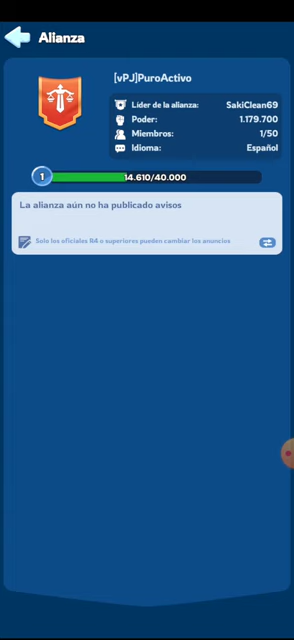 Alianza
[vPJ]PuroActivo
Líder de la alianza: SakiClean69
Poder: 1.179.700
Miembros: 1/50
Idioma: Español
1 14.610/40.000
La alianza aún no ha publicado avisos
Solo los oficiales R4 o superiores pueden cambiar los anuncios